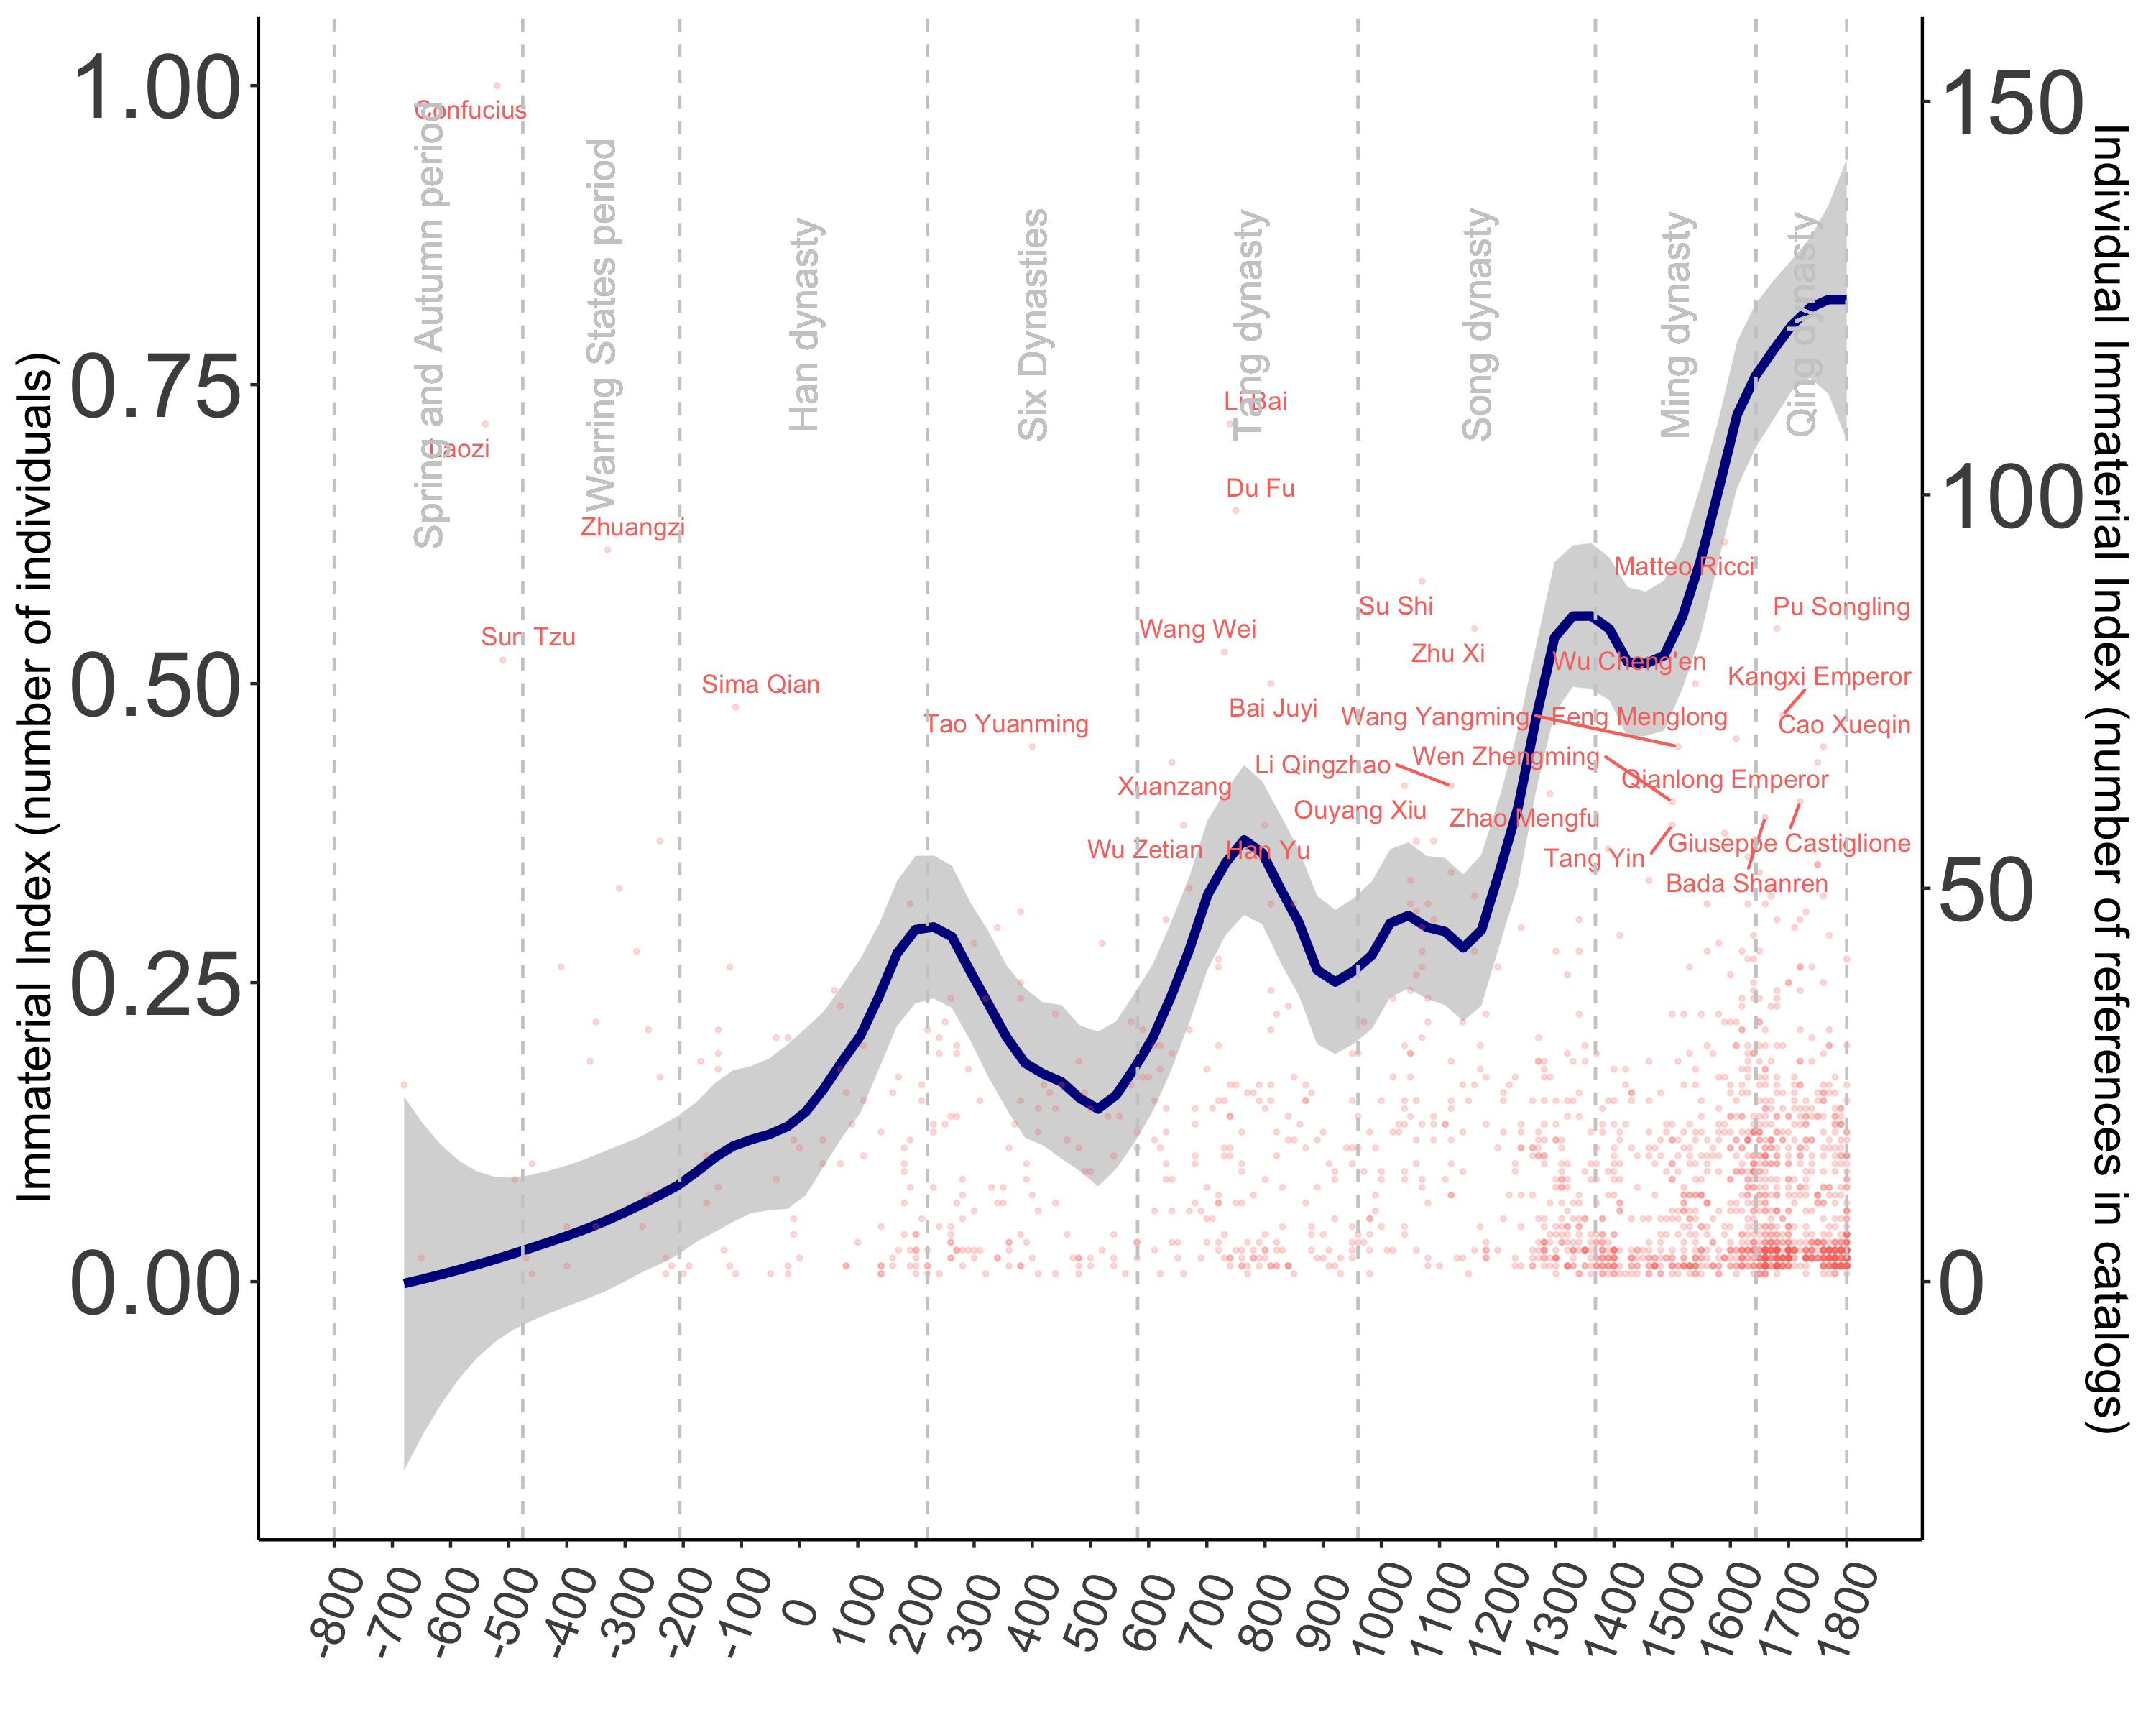 Immaterial Index (number of individuals)
1.00
0.75
0.50
0.25
0.00
Spring and Autumn period
Warring States period
Han dynasty
Six Dynasties
Tang dynasty
Song dynasty
Ming dynasty
Qing dynasty
Confucius
Laozi
Zhuangzi
Sun Tzu
Sima Qian
Tao Yuanming
Li Bai
Du Fu
Wang Wei
Bai Juyi
Xuanzang
Wu Zetian
Han Yu
Su Shi
Zhu Xi
Wang Yangming
Li Qingzhao
Ouyang Xiu
Matteo Ricci
Pu Songling
Wu Cheng'en
Kangxi Emperor
Feng Menglong
Cao Xueqin
Wen Zhengming
Qianlong Emperor
Zhao Mengfu
Giuseppe Castiglione
Tang Yin
Bada Shanren
150
100
50
0
Individual Immaterial Index (number of references in catalogs)
-800
-700
-600
-500
-400
-300
-200
-100
0
100
200
300
400
500
600
700
800
900
1000
1100
1200
1300
1400
1500
1600
1700
1800